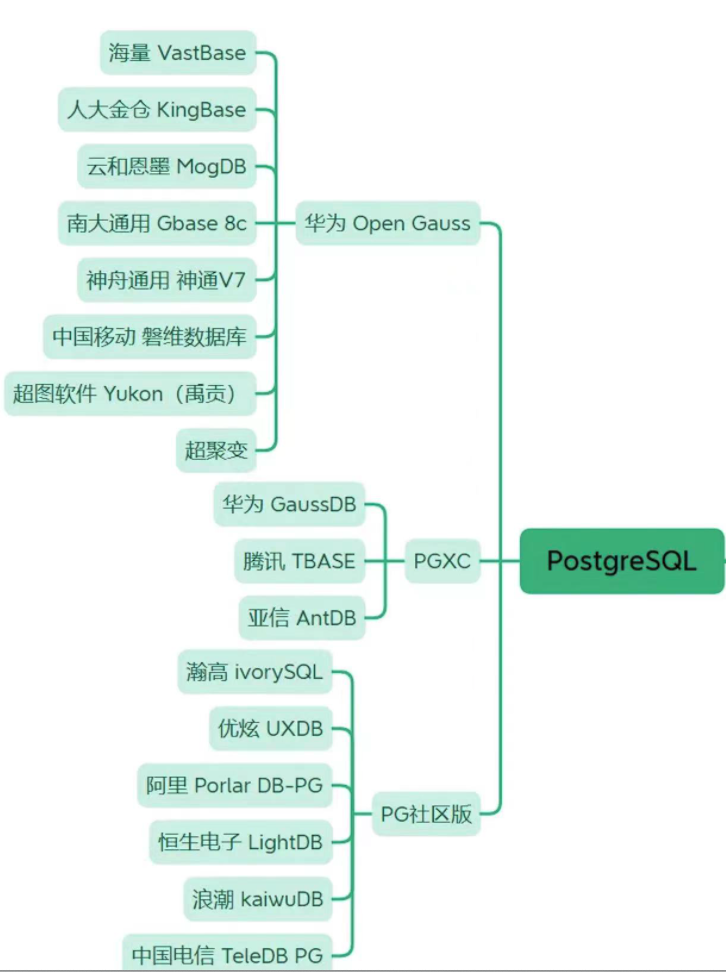 海量 VastBase
人大金仓 KingBase
云和恩墨 MogDB
南大通用 Gbase 8c
神舟通用 神通V7
中国移动 磐维数据库
超图软件 Yukon（禹贡）
超聚变
华为 Open Gauss
华为 GaussDB
腾讯 TBASE
亚信 AntDB
PGXC
瀚高 ivorySQL
优炫 UXDB
阿里 Porlar DB-PG
恒生电子 LightDB
浪潮 kaiwuDB
中国电信 TeleDB PG
PG社区版
PostgreSQL